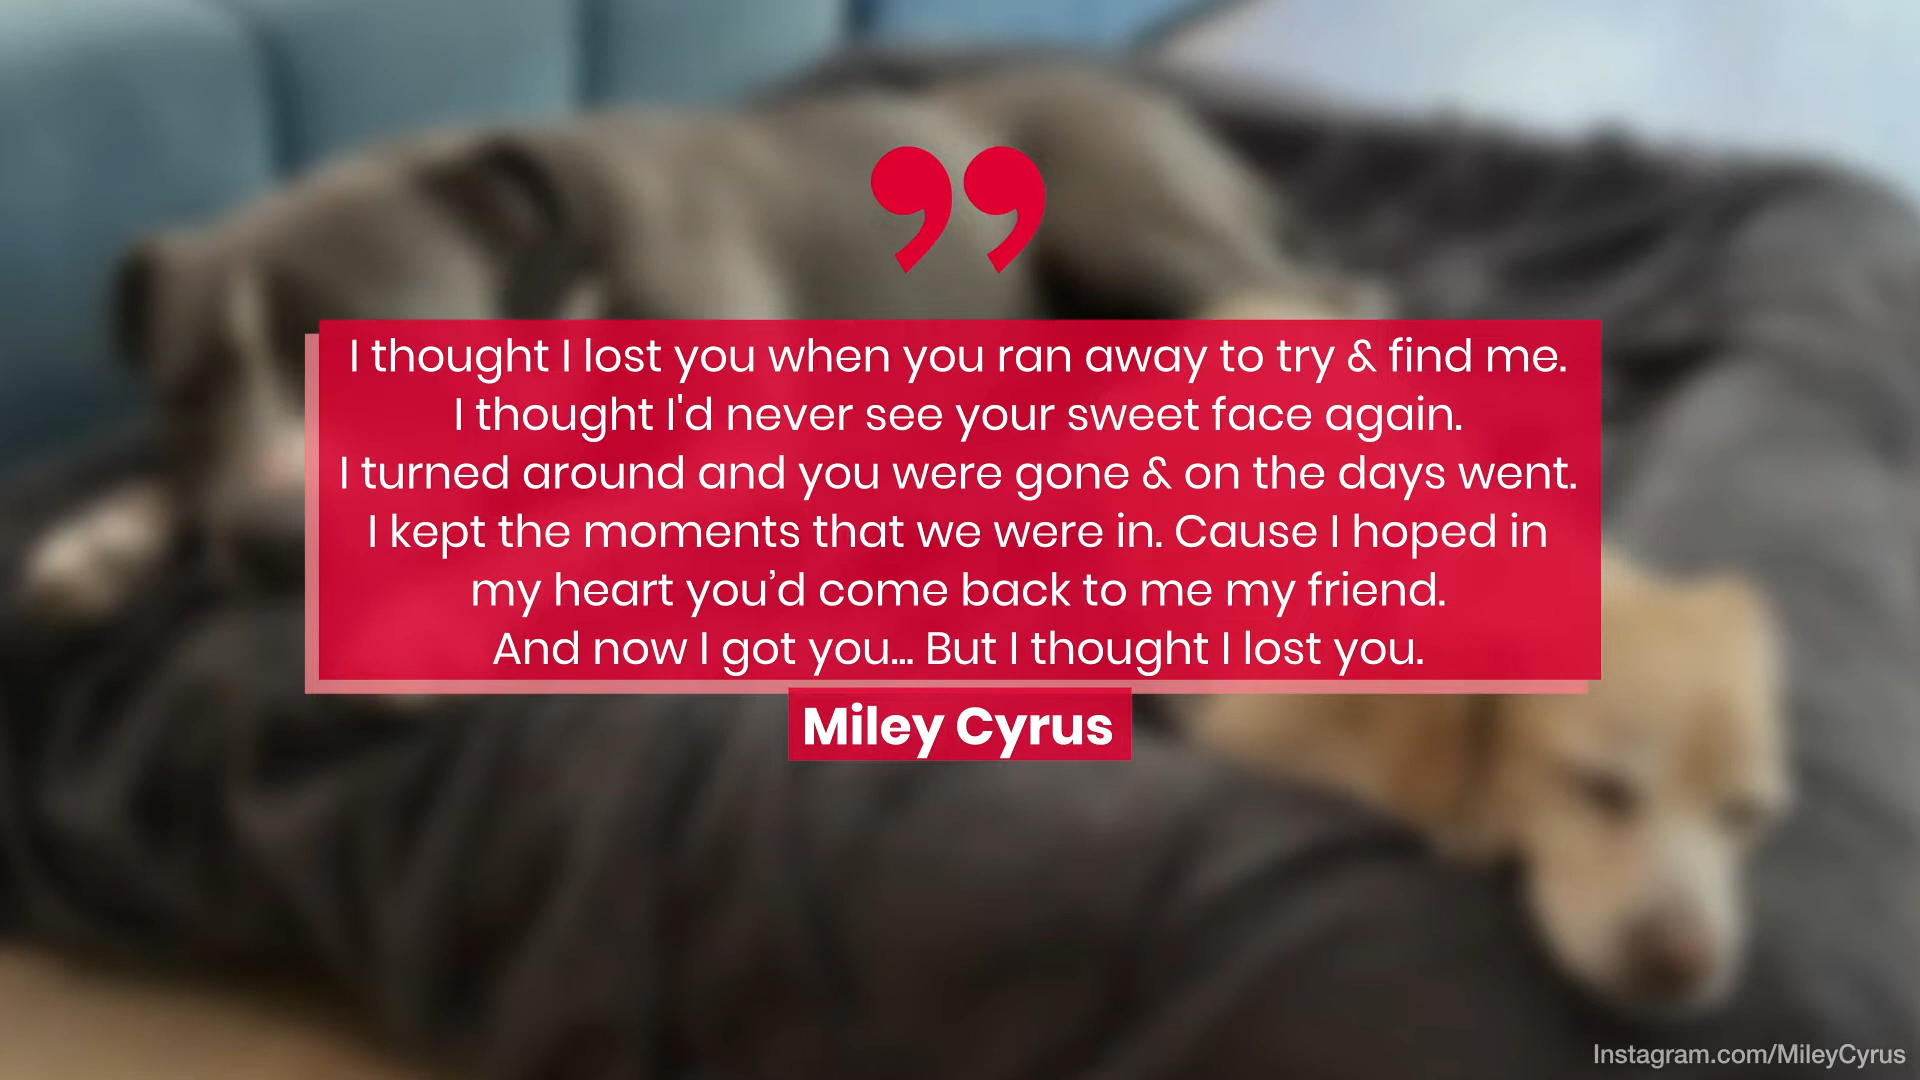 ”
I thought I lost you when you ran away to try & find me.
I thought I'd never see your sweet face again.
I turned around and you were gone & on the days went.
I kept the moments that we were in. Cause I hoped in
my heart you’d come back to me my friend.
And now I got you... But I thought I lost you.
Miley Cyrus
Instagram.com/MileyCyrus